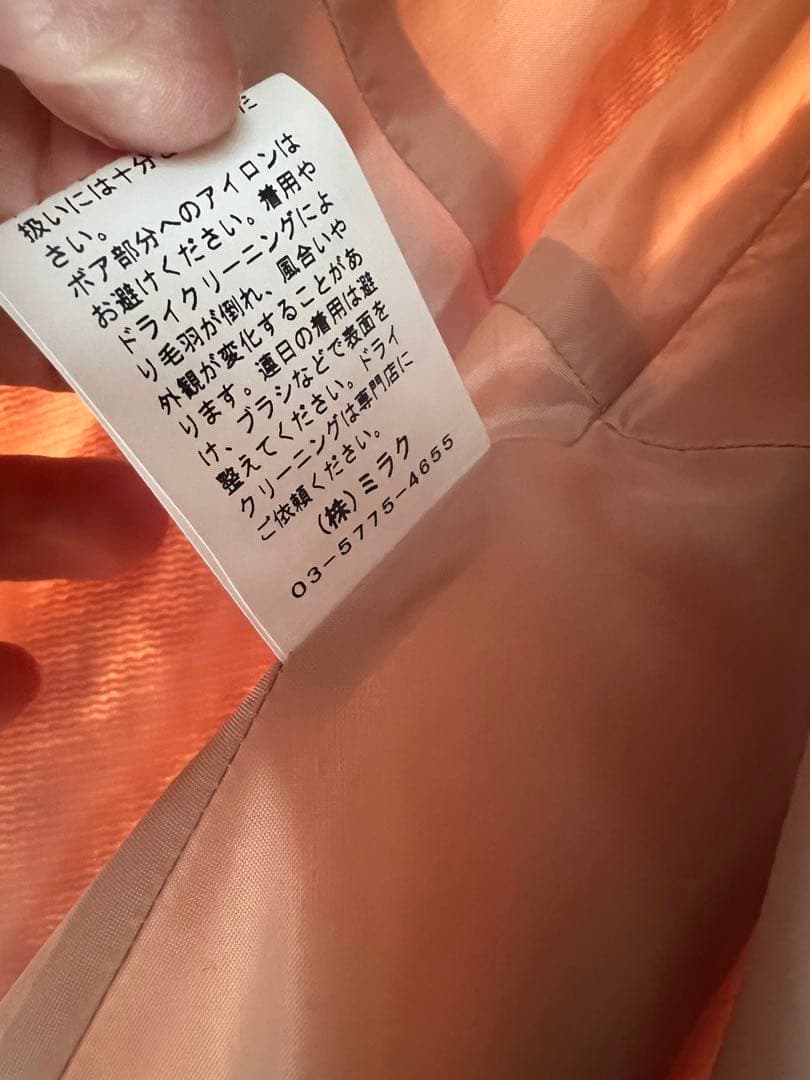 扱いには十分
さい。
ボア部分へのアイロンは
お避けください。着用や
ドライクリーニングによ
り毛羽が倒れ、風合いや
外観が変化することがあ
ります。連日の着用は避
け、ブラシなどで表面を
整えてください。ドライ
クリーニングは専門店に
ご依頼ください。
(株)ミラク
03-5775-4655